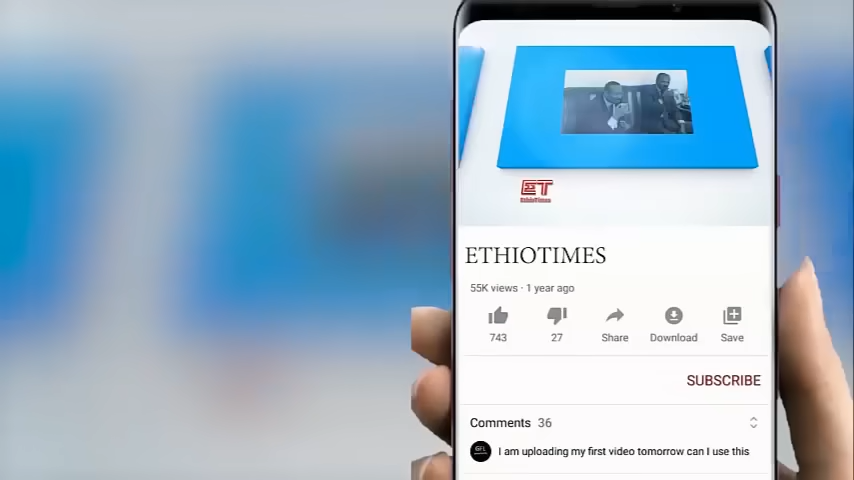 ET
EthioTimes
ETHIOTIMES
55K views · 1 year ago
743
27
Share
Download
Save
SUBSCRIBE
Comments 36
GFL
I am uploading my first video tomorrow can I use this